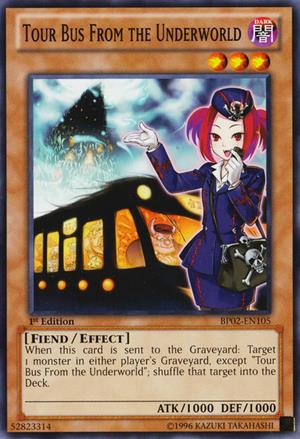 TOUR BUS FROM THE UNDERWORLD
DARK
闇
1st Edition
BP02-EN105
[FIEND / EFFECT]
When this card is sent to the Graveyard: Target
1 monster in either player's Graveyard, except "Tour
Bus From the Underworld"; shuffle that target into the
Deck.
ATK/1000 DEF/1000
52823314
©1996 KAZUKI TAKAHASHI